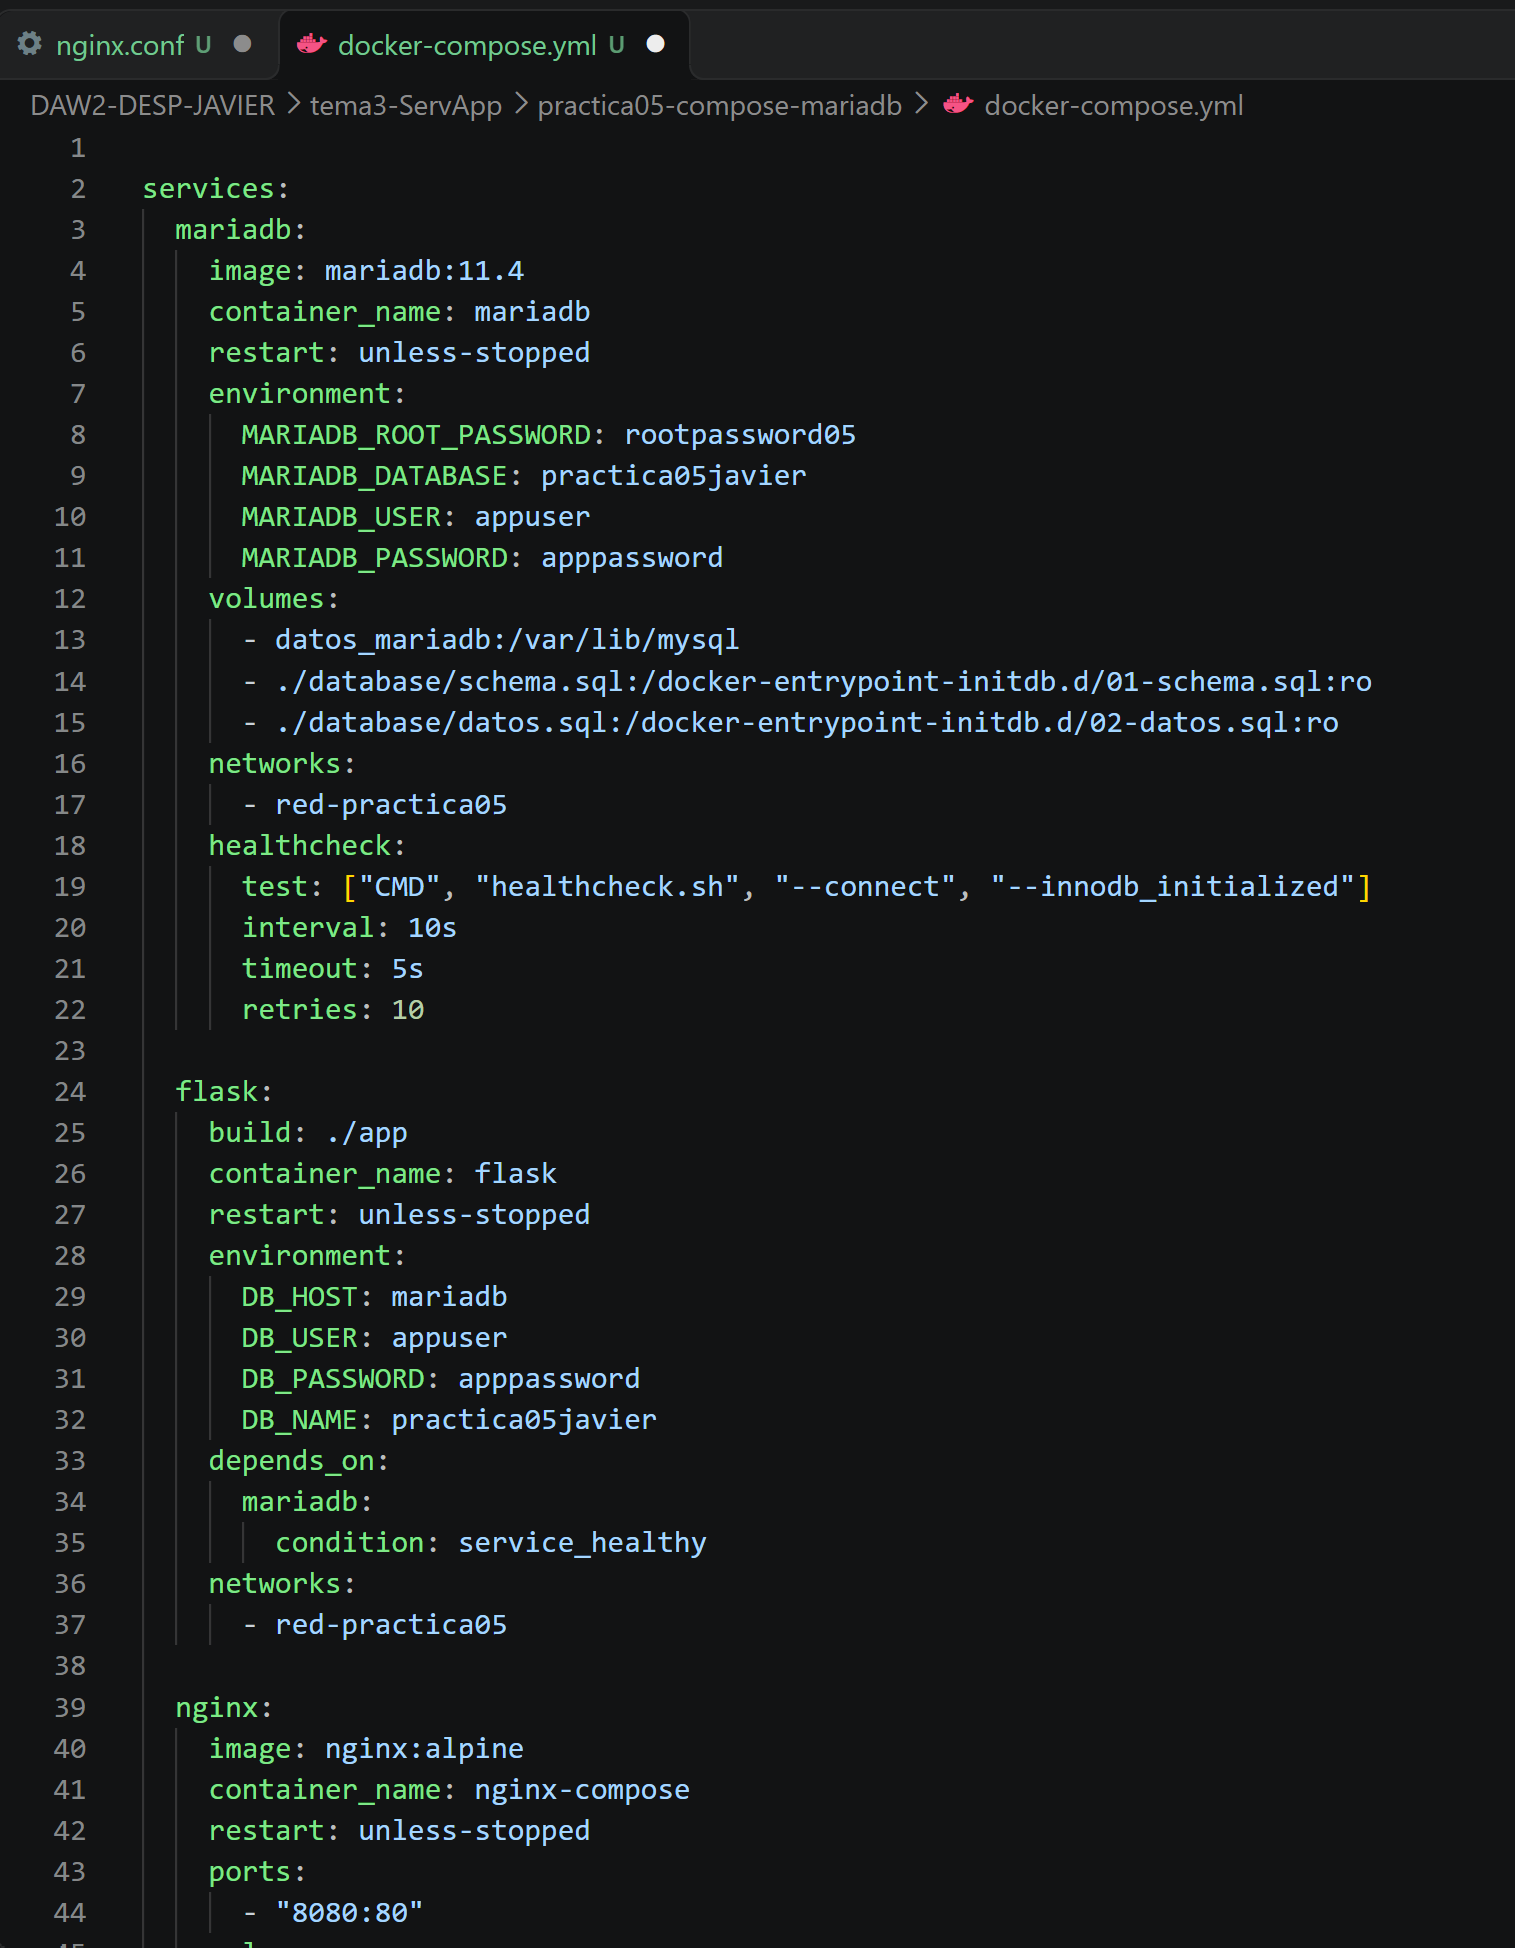 nginx.conf U
docker-compose.yml U
DAW2-DESP-JAVIER > tema3-ServApp > practica05-compose-mariadb > docker-compose.yml
1
2 services:
3   mariadb:
4     image: mariadb:11.4
5     container_name: mariadb
6     restart: unless-stopped
7     environment:
8       MARIADB_ROOT_PASSWORD: rootpassword05
9       MARIADB_DATABASE: practica05javier
10       MARIADB_USER: appuser
11       MARIADB_PASSWORD: apppassword
12     volumes:
13       - datos_mariadb:/var/lib/mysql
14       - ./database/schema.sql:/docker-entrypoint-initdb.d/01-schema.sql:ro
15       - ./database/datos.sql:/docker-entrypoint-initdb.d/02-datos.sql:ro
16     networks:
17       - red-practica05
18     healthcheck:
19       test: ["CMD", "healthcheck.sh", "--connect", "--innodb_initialized"]
20       interval: 10s
21       timeout: 5s
22       retries: 10
23
24   flask:
25     build: ./app
26     container_name: flask
27     restart: unless-stopped
28     environment:
29       DB_HOST: mariadb
30       DB_USER: appuser
31       DB_PASSWORD: apppassword
32       DB_NAME: practica05javier
33     depends_on:
34       mariadb:
35         condition: service_healthy
36     networks:
37       - red-practica05
38
39   nginx:
40     image: nginx:alpine
41     container_name: nginx-compose
42     restart: unless-stopped
43     ports:
44       - "8080:80"